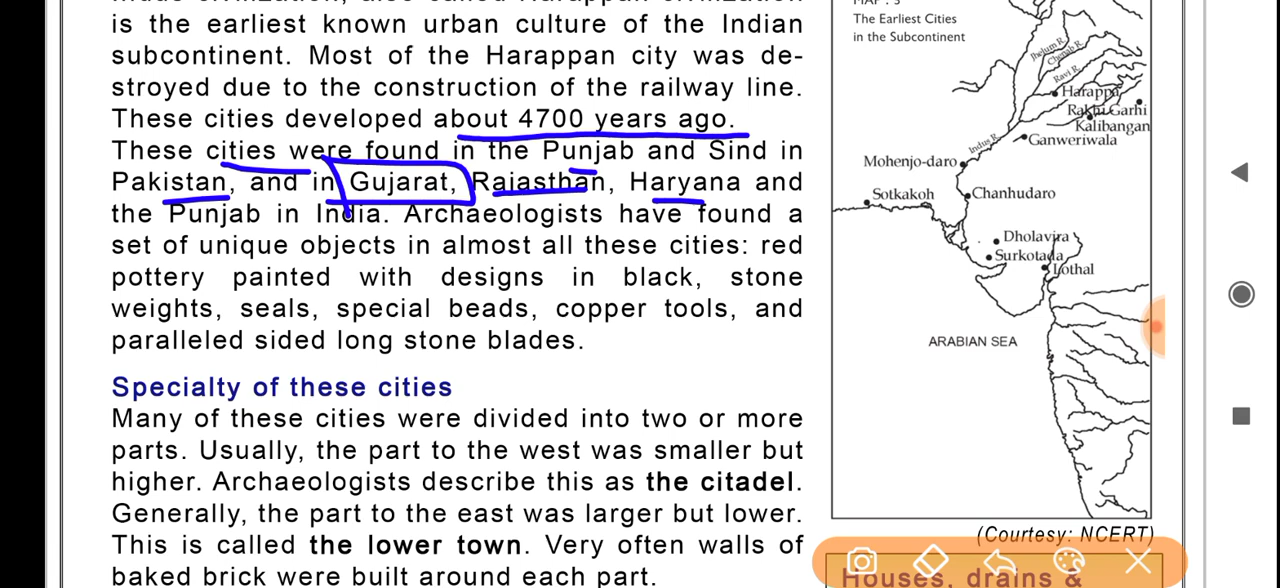 is the earliest known urban culture of the Indian
subcontinent. Most of the Harappan city was de-
stroyed due to the construction of the railway line.
These cities developed about 4700 years ago.
These cities were found in the Punjab and Sind in
Pakistan, and in Gujarat, Rajasthan, Haryana and
the Punjab in India. Archaeologists have found a
set of unique objects in almost all these cities: red
pottery painted with designs in black, stone
weights, seals, special beads, copper tools, and
paralleled sided long stone blades.
Specialty of these cities
Many of these cities were divided into two or more
parts. Usually, the part to the west was smaller but
higher. Archaeologists describe this as the citadel.
Generally, the part to the east was larger but lower.
This is called the lower town. Very often walls of
baked brick were built around each part.
MAP : 3
The Earliest Cities
in the Subcontinent
Jhelum R.
Chenab R.
Ravi R.
Harappa
Rakhi Garhi
Kalibangan
Ganweriwala
Indus R.
Mohenjo-daro
Sotkakoh
Chanhudaro
Dholavira
Surkotada
Lothal
ARABIAN SEA
(Courtesy: NCERT)
Houses, drains &